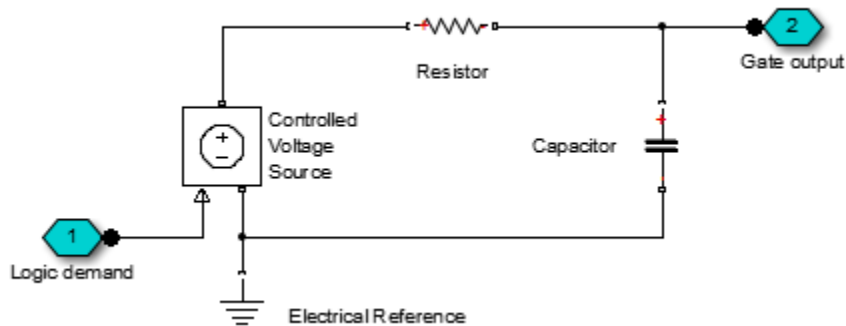 2
Gate output
Resistor
+
-
Controlled
Voltage
Source
+
−
Capacitor
+
1
Logic demand
Electrical Reference